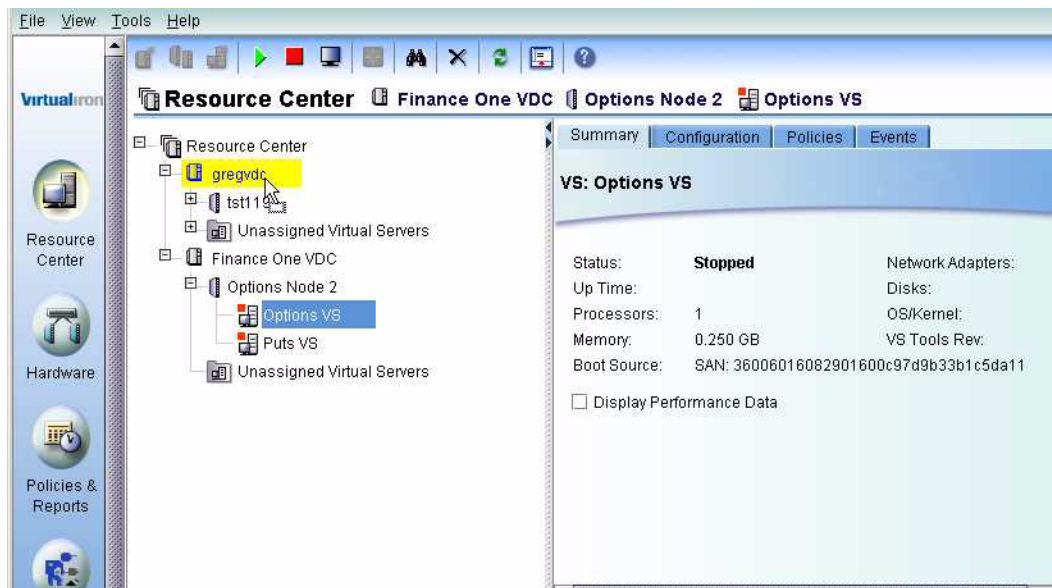 File View Tools Help
Virtualiron
Resource Center Finance One VDC Options Node 2 Options VS
Resource Center
Hardware
Policies & Reports
Resource Center
gregvdc
Unassigned Virtual Servers
Finance One VDC
Options Node 2
Options VS
Puts VS
Unassigned Virtual Servers
Summary Configuration Policies Events
VS: Options VS
Status: Stopped Network Adapters:
Up Time: Disks:
Processors: 1 OS/Kernel:
Memory: 0.250 GB VS Tools Rev:
Boot Source: SAN: 36006016082901600c97d9b33b1c5da11
Display Performance Data